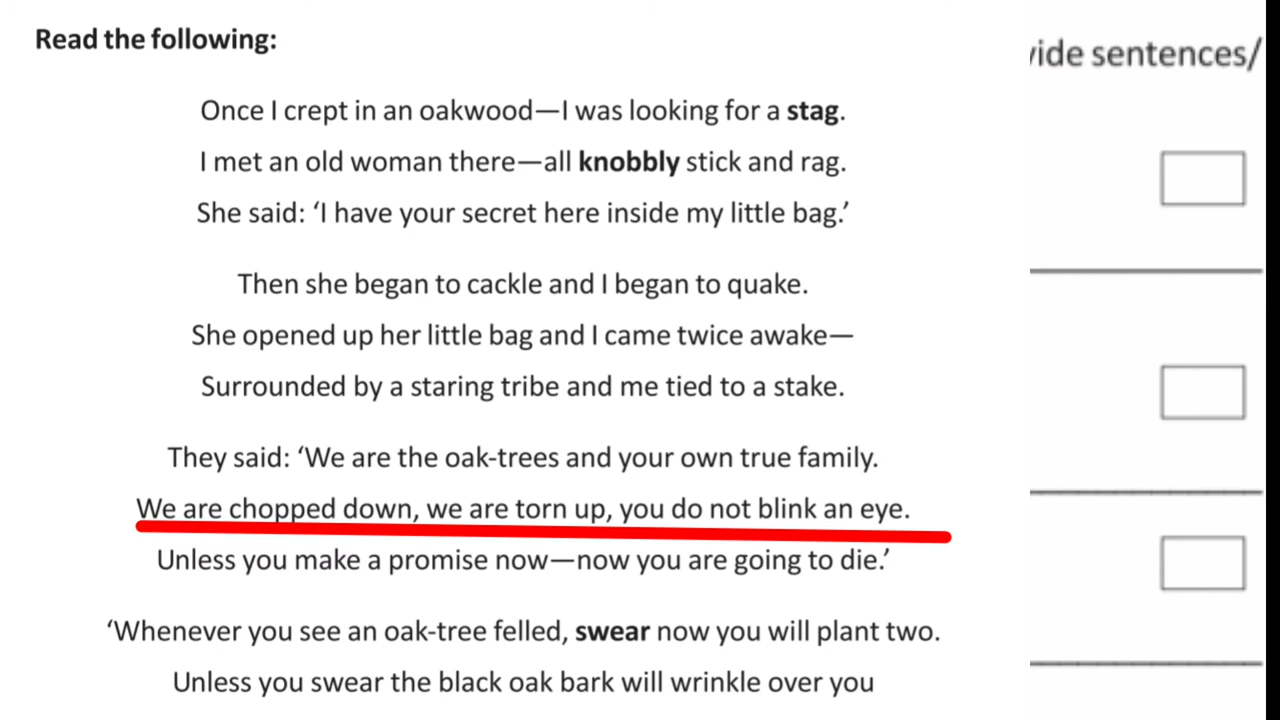 Read the following:
Once I crept in an oakwood—I was looking for a stag.
I met an old woman there—all knobbly stick and rag.
She said: ‘I have your secret here inside my little bag.’
Then she began to cackle and I began to quake.
She opened up her little bag and I came twice awake—
Surrounded by a staring tribe and me tied to a stake.
They said: ‘We are the oak-trees and your own true family.
We are chopped down, we are torn up, you do not blink an eye.
Unless you make a promise now—now you are going to die.’
‘Whenever you see an oak-tree felled, swear now you will plant two.
Unless you swear the black oak bark will wrinkle over you
sentences/